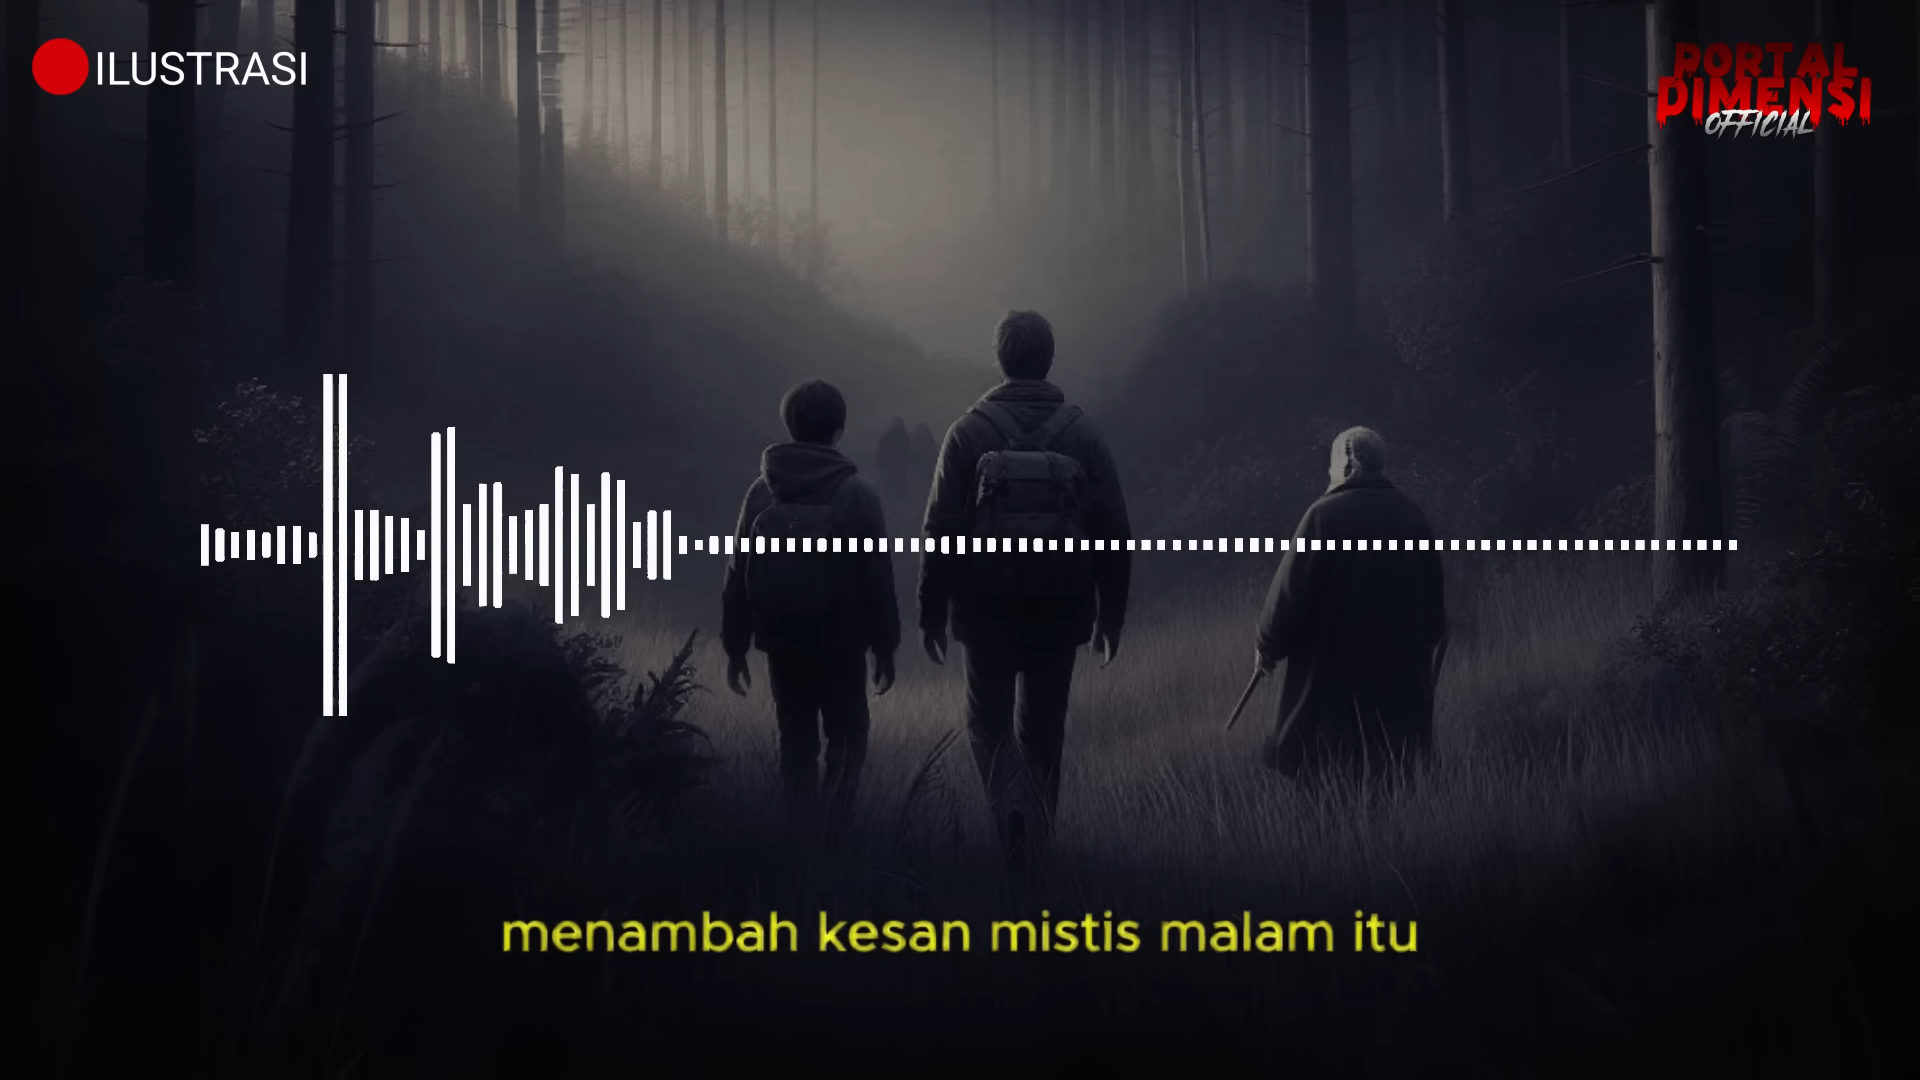 ILUSTRASI
PORTAL
DIMENSI
OFFICIAL
menambah kesan mistis malam itu